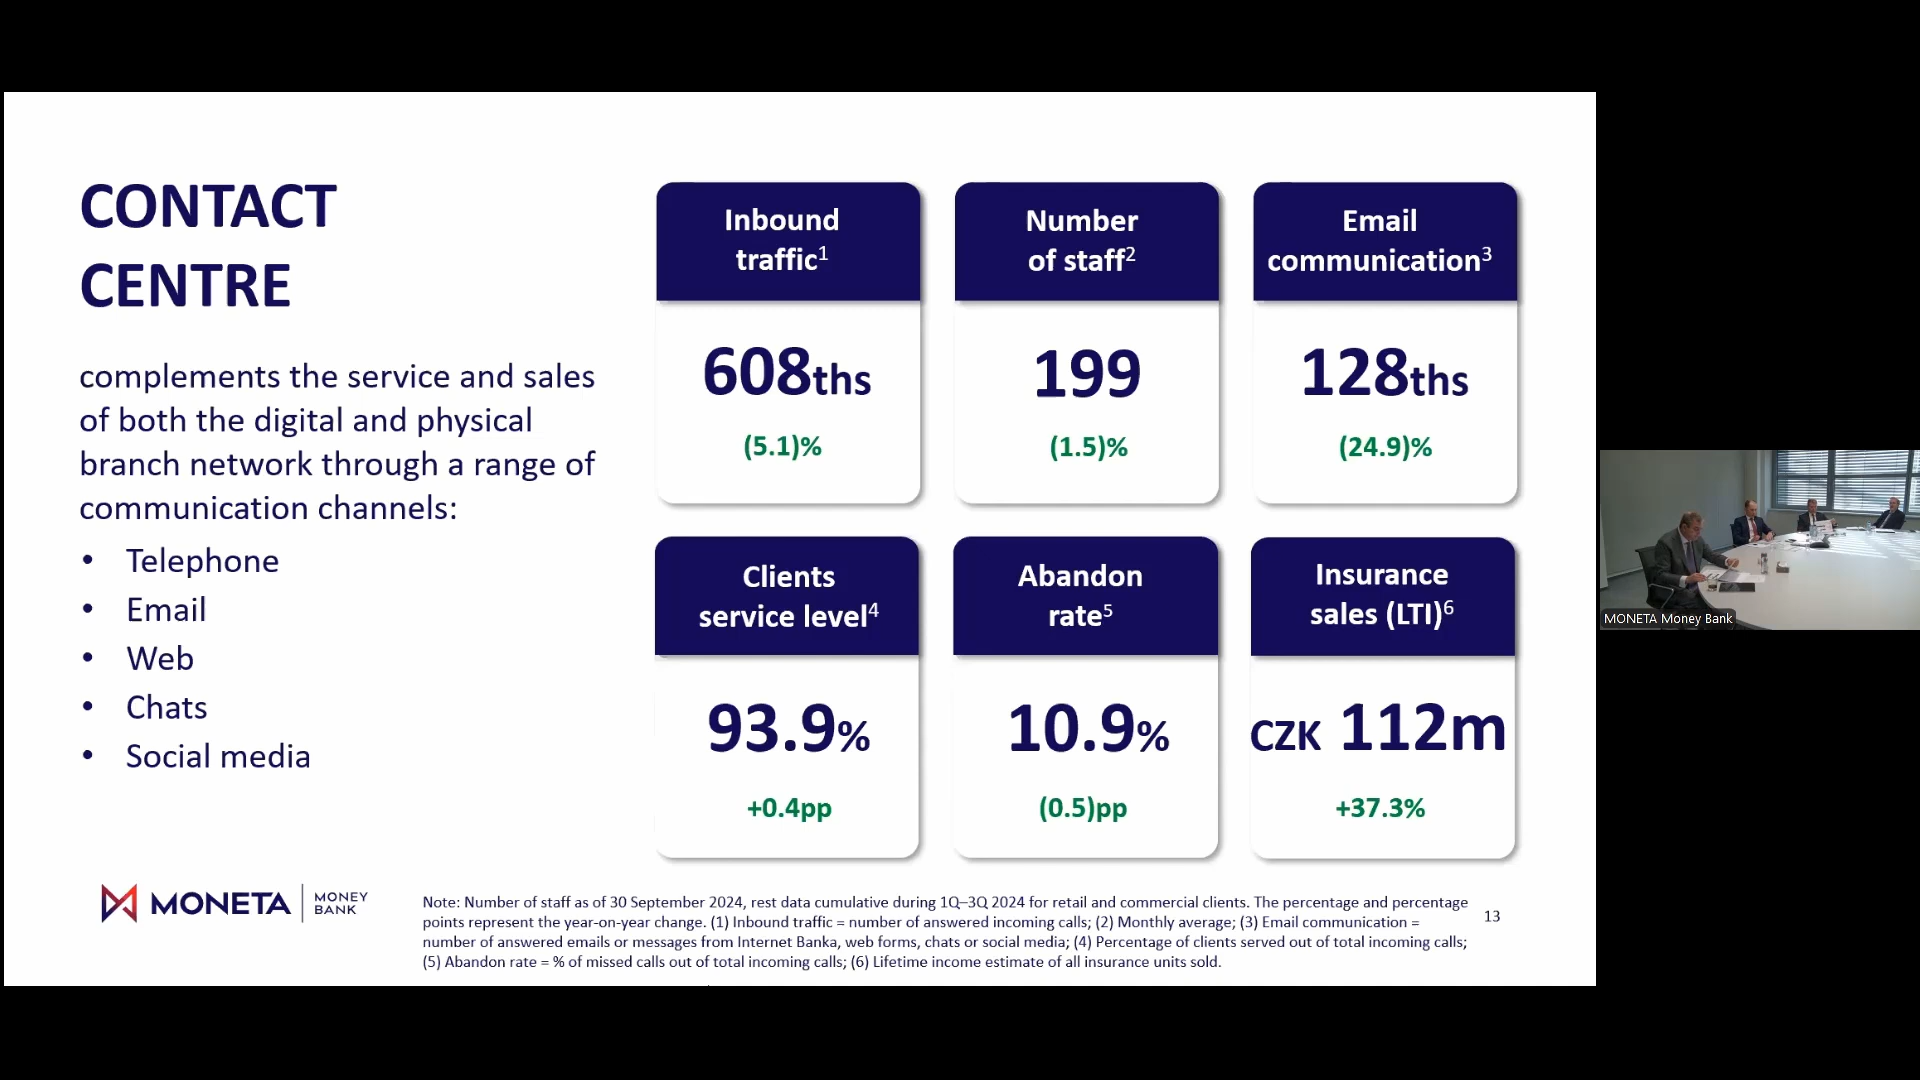 CONTACT
CENTRE
complements the service and sales
of both the digital and physical
branch network through a range of
communication channels:
• Telephone
• Email
• Web
• Chats
• Social media
Inbound
traffic1
608ths
(5.1)%
Number
of staff2
199
(1.5)%
Email
communication3
128ths
(24.9)%
Clients
service level4
93.9%
+0.4pp
Abandon
rate5
10.9%
(0.5)pp
Insurance
sales (LTI)6
CZK 112m
+37.3%
MONETA
MONEY
BANK
Note: Number of staff as of 30 September 2024, rest data cumulative during 1Q–3Q 2024 for retail and commercial clients. The percentage and percentage
points represent the year-on-year change. (1) Inbound traffic = number of answered incoming calls; (2) Monthly average; (3) Email communication =
number of answered emails or messages from Internet Banka, web forms, chats or social media; (4) Percentage of clients served out of total incoming calls;
(5) Abandon rate = % of missed calls out of total incoming calls; (6) Lifetime income estimate of all insurance units sold.
13
MONETA Money Bank